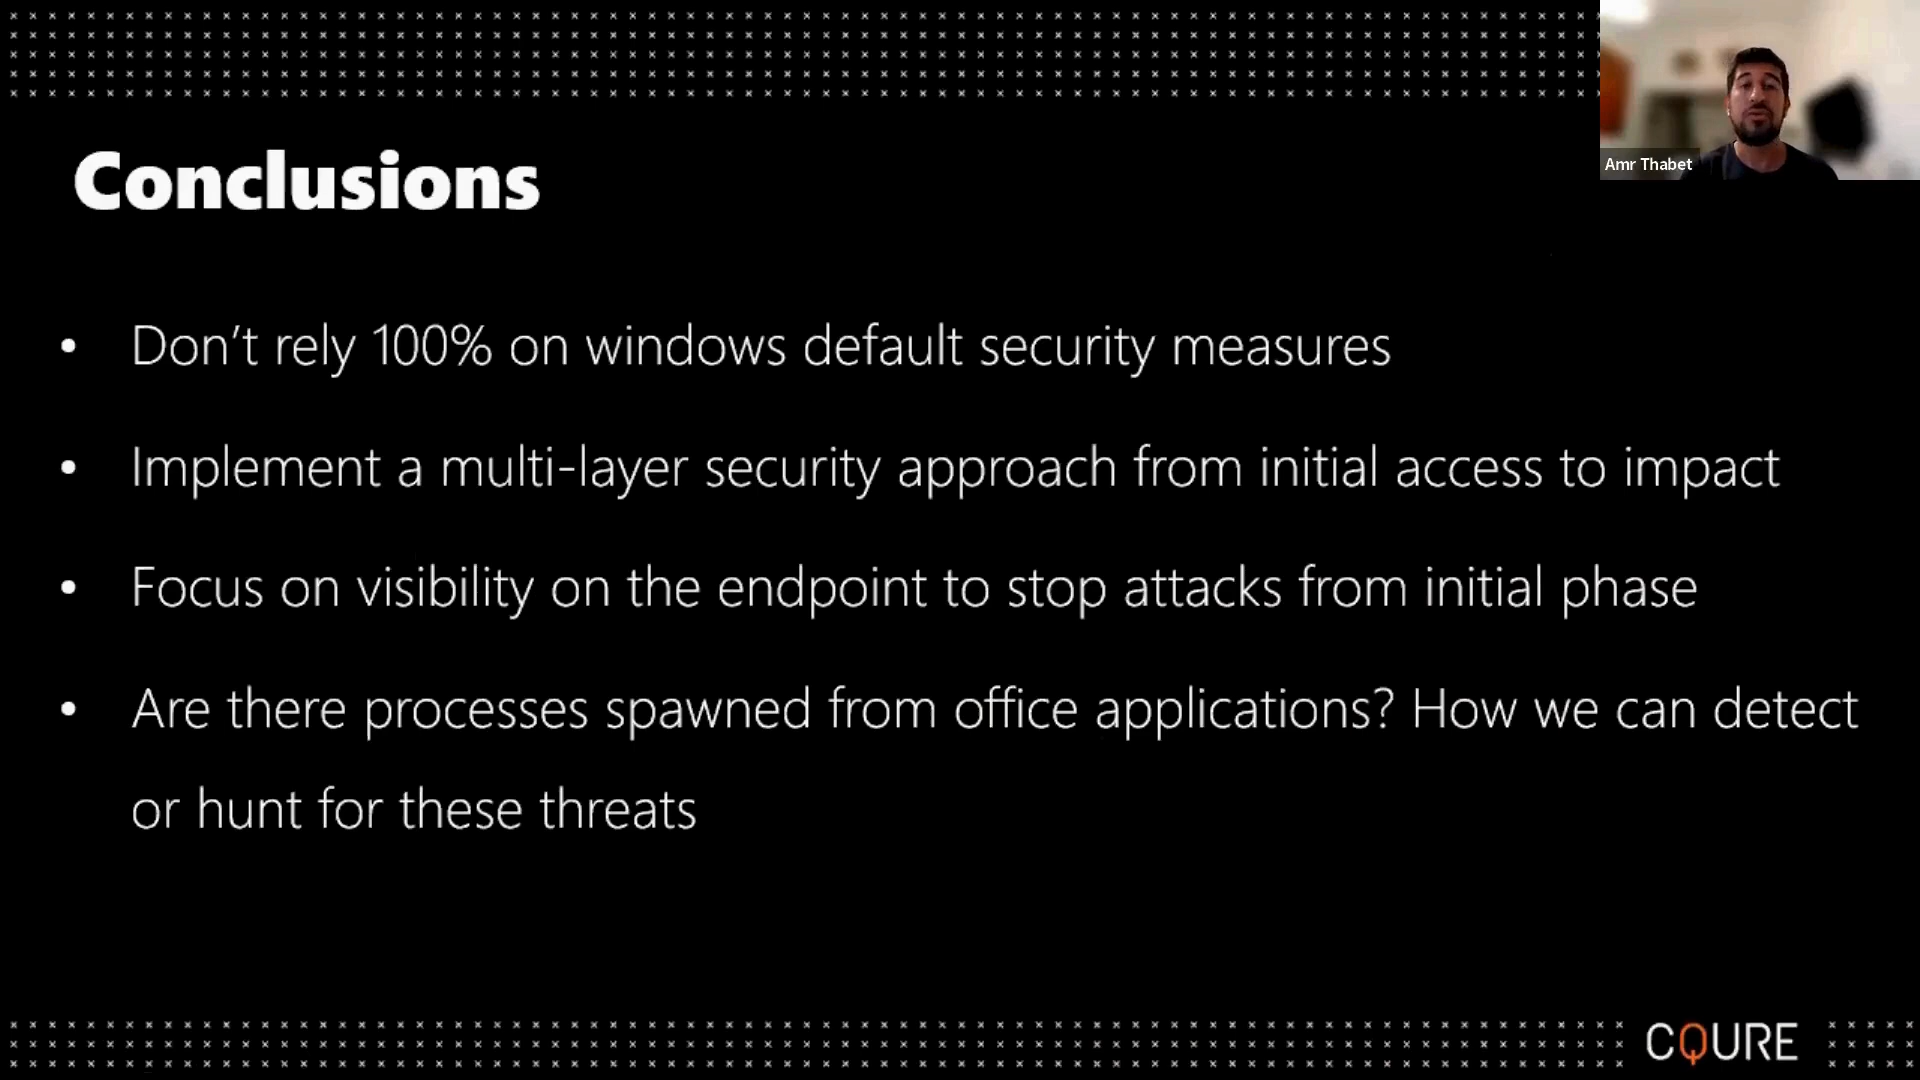 Amr Thabet
Conclusions
• Don’t rely 100% on windows default security measures
• Implement a multi-layer security approach from initial access to impact
• Focus on visibility on the endpoint to stop attacks from initial phase
• Are there processes spawned from office applications? How we can detect
or hunt for these threats
CQURE